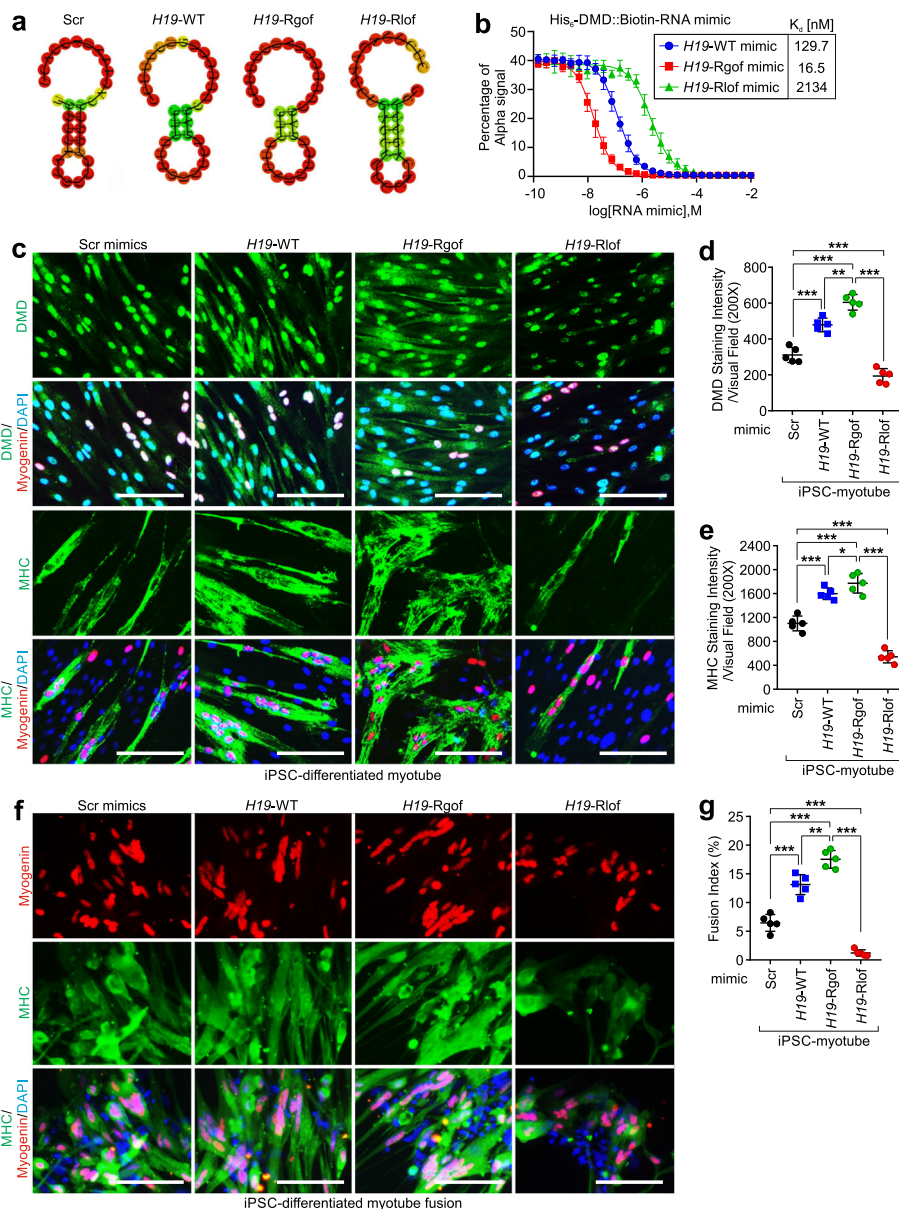 a
Scr
H19-WT
H19-Rgof
H19-Rlof
b
His₆-DMD::Biotin-RNA mimic
Kd [nM]
H19-WT mimic 129.7
H19-Rgof mimic 16.5
H19-Rlof mimic 2134
Percentage of
Alpha signal
50
40
30
20
10
0
-10 -8 -6 -4 -2
log[RNA mimic],M
c
Scr mimics
H19-WT
H19-Rgof
H19-Rlof
DMD
DMD/
Myogenin/DAPI
MHC
MHC/
Myogenin/DAPI
iPSC-differentiated myotube
d
DMD Staining Intensity
/Visual Field (200X)
800
600
400
200
0
***
***
** ***
***
mimic
Scr
H19-WT
H19-Rgof
H19-Rlof
iPSC-myotube
e
MHC Staining Intensity
/Visual Field (200X)
2400
2000
1600
1200
800
400
0
***
***
* ***
***
mimic
Scr
H19-WT
H19-Rgof
H19-Rlof
iPSC-myotube
f
Scr mimics
H19-WT
H19-Rgof
H19-Rlof
Myogenin
MHC
MHC/
Myogenin/DAPI
iPSC-differentiated myotube fusion
g
Fusion Index (%)
25
20
15
10
5
0
***
***
** ***
***
mimic
Scr
H19-WT
H19-Rgof
H19-Rlof
iPSC-myotube